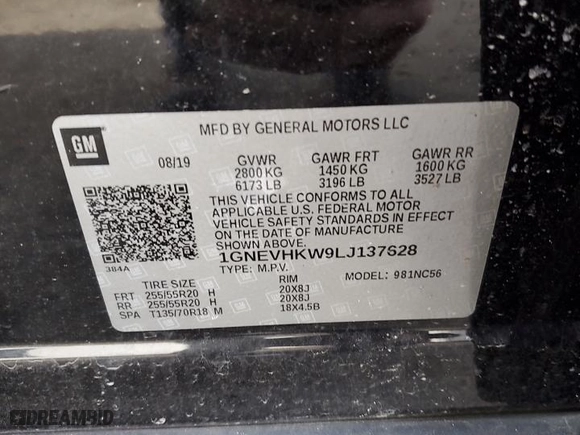 GM
MFD BY GENERAL MOTORS LLC
08/19 GVWR GAWR FRT GAWR RR
2800 KG 1450 KG 1600 KG
6173 LB 3196 LB 3527 LB
THIS VEHICLE CONFORMS TO ALL
APPLICABLE U.S. FEDERAL MOTOR
VEHICLE SAFETY STANDARDS IN EFFECT
ON THE DATE OF MANUFACTURE
SHOWN ABOVE.
384A
1GNEVHKW9LJ137628
TYPE: M.P.V. MODEL: 981NC56
TIRE SIZE RIM
FRT 255/55R20 H 20X8J
RR 255/55R20 H 20X8J
SPA T135/70R18 M 18X4.5B
DREAMBID